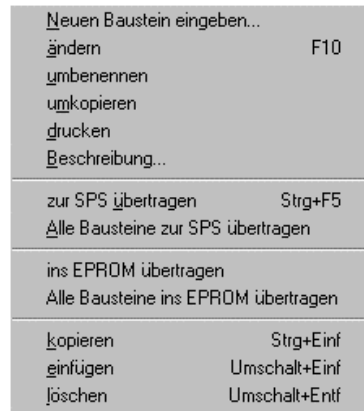 Neuen Baustein eingeben...
ändern F10
umbenennen
umkopieren
drucken
Beschreibung...
zur SPS übertragen Strg+F5
Alle Bausteine zur SPS übertragen
ins EPROM übertragen
Alle Bausteine ins EPROM übertragen
kopieren Strg+Einf
einfügen Umschalt+Einf
löschen Umschalt+Entf